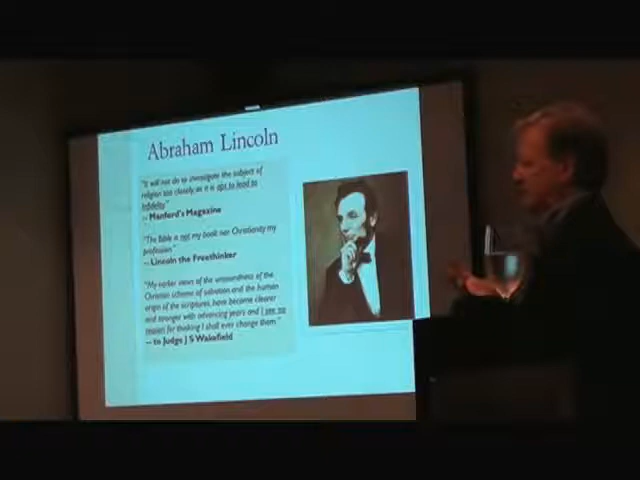 Abraham Lincoln
"It will not do to investigate the subject of
religion too closely, as it is apt to lead to
infidelity."
-- Manford's Magazine
"The Bible is not my book nor Christianity my
profession."
-- Lincoln the Freethinker
"My earlier views of the unsoundness of the
Christian scheme of salvation and the human
origin of the scriptures, have become clearer
and stronger with advancing years and I see no
reason for thinking I shall ever change them."
-- to Judge J S Wakefield